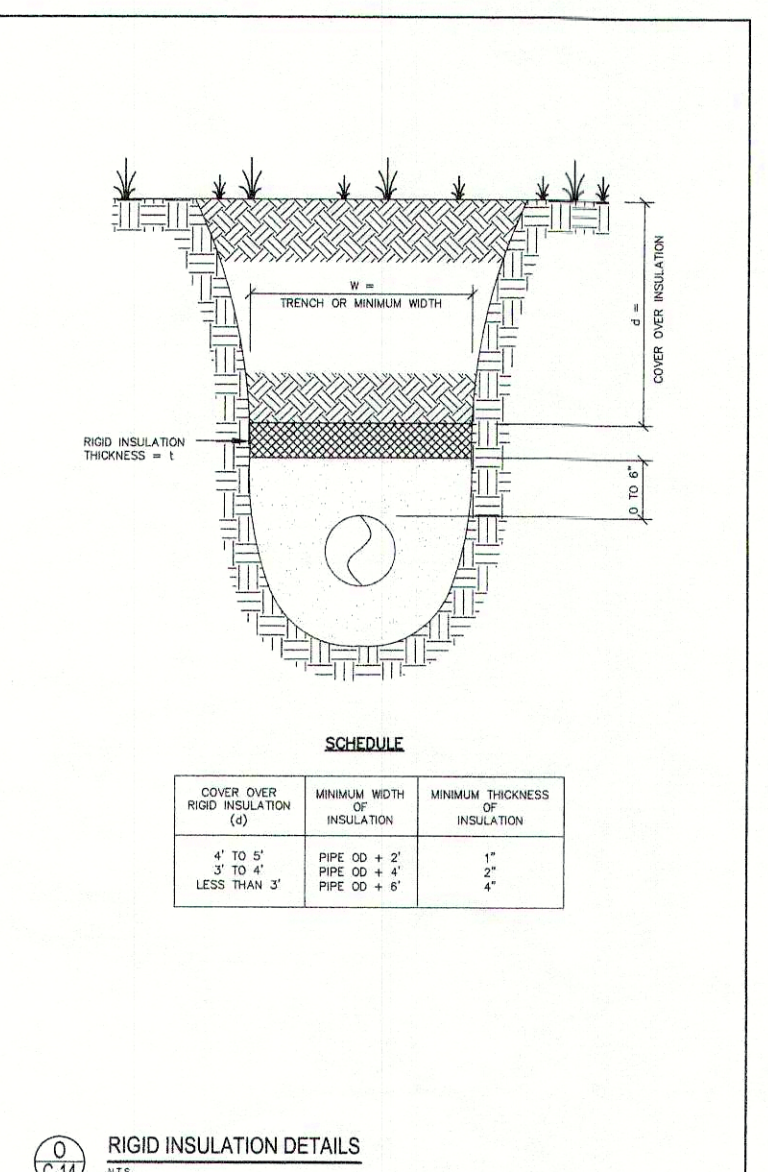 W =
TRENCH OR MINIMUM WIDTH
d =
COVER OVER INSULATION
RIGID INSULATION
THICKNESS = t
0 TO 6"
SCHEDULE
COVER OVER
RIGID INSULATION
(d)
MINIMUM WIDTH
OF
INSULATION
MINIMUM THICKNESS
OF
INSULATION
4' TO 5' PIPE OD + 2' 1"
3' TO 4' PIPE OD + 4' 2"
LESS THAN 3' PIPE OD + 6' 4"
O
C-14
RIGID INSULATION DETAILS
N.T.S.